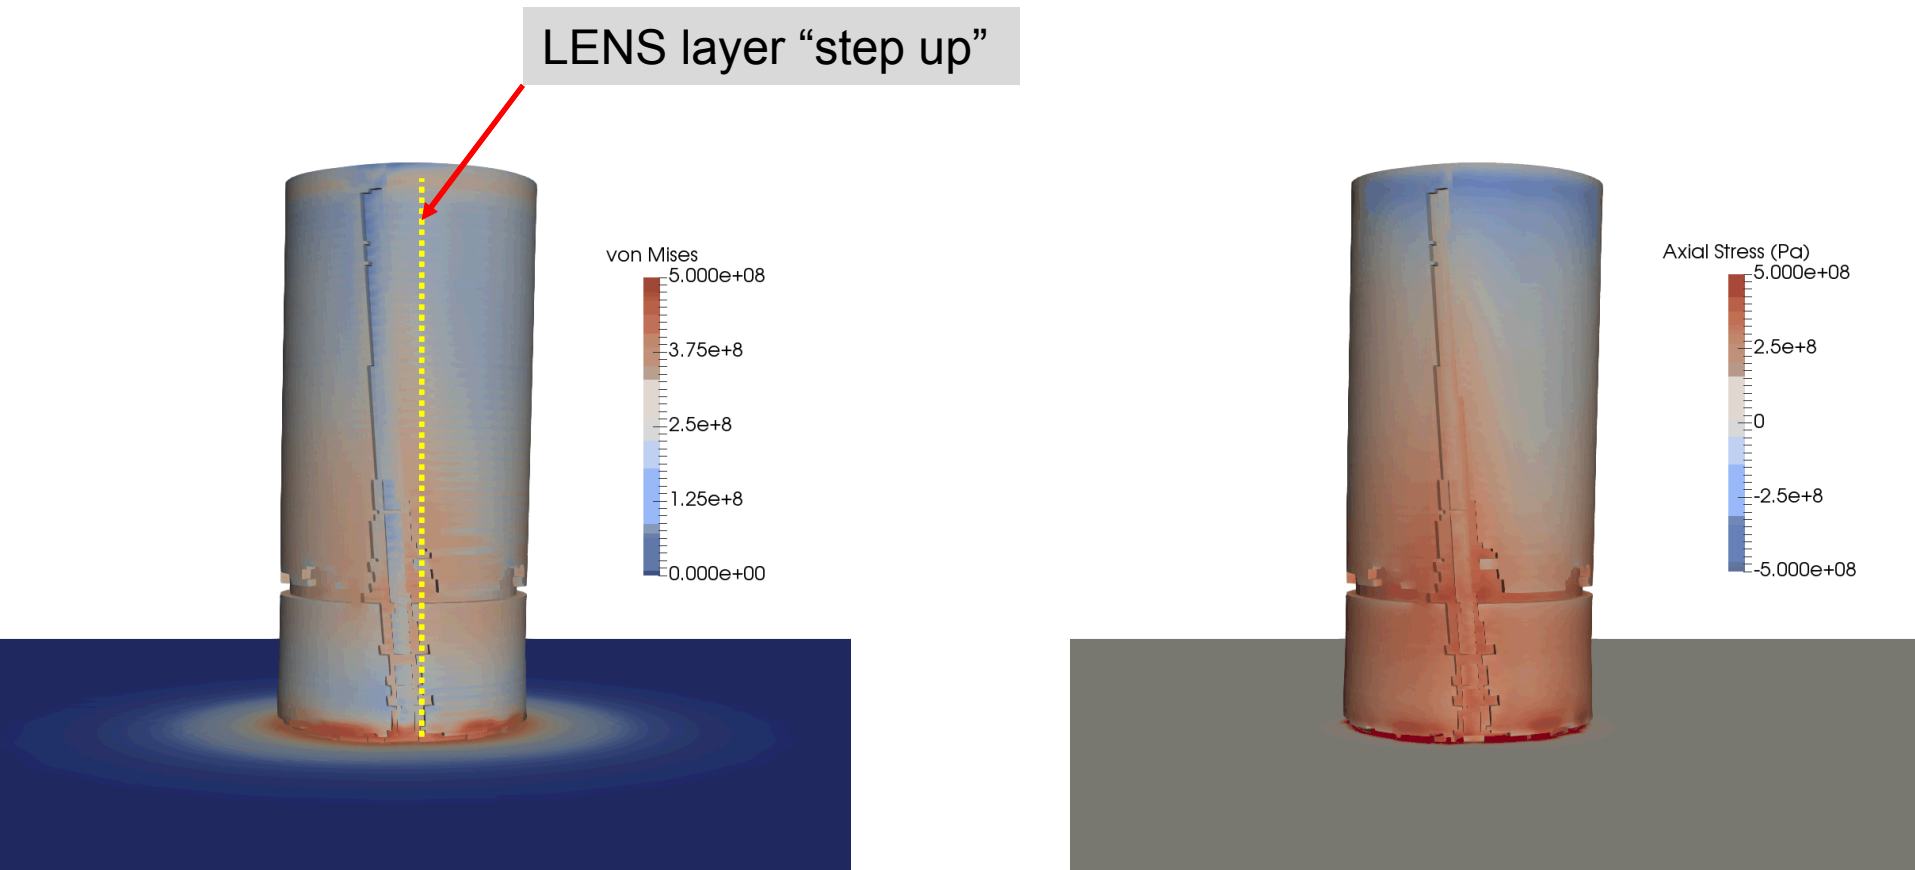 LENS layer “step up”
von Mises
5.000e+08
3.75e+8
2.5e+8
1.25e+8
0.000e+00
Axial Stress (Pa)
5.000e+08
2.5e+8
0
-2.5e+8
-5.000e+08